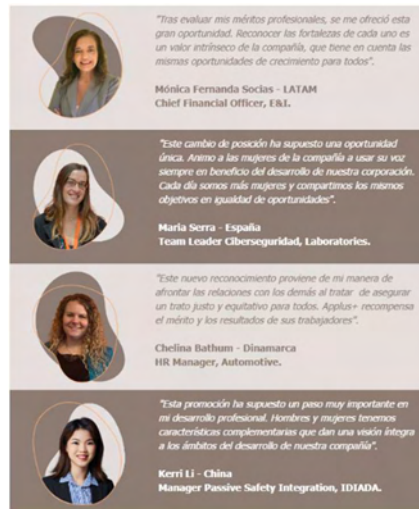 "Tras evaluar mis méritos profesionales, se me ofreció esta
gran oportunidad. Reconocer las fortalezas de cada uno es
un valor intrínseco de la compañía, que tiene en cuenta las
mismas oportunidades de crecimiento para todos".
Mónica Fernanda Socias - LATAM
Chief Financial Officer, E&I.
"Este cambio de posición ha supuesto una oportunidad
única. Animo a las mujeres de la compañía a usar su voz
siempre en beneficio del desarrollo de nuestra corporación.
Cada día somos más mujeres y compartimos los mismos
objetivos en igualdad de oportunidades".
Maria Serra - España
Team Leader Ciberseguridad, Laboratories.
"Este nuevo reconocimiento proviene de mi manera de
afrontar las relaciones con los demás al tratar de asegurar
un trato justo y equitativo para todos. Applus+ recompensa
el mérito y los resultados de sus trabajadores".
Chelina Bathum - Dinamarca
HR Manager, Automotive.
"Esta promoción ha supuesto un paso muy importante en
mi desarrollo profesional. Hombres y mujeres tenemos
características complementarias que dan una visión íntegra
a los ámbitos del desarrollo de nuestra compañía".
Kerri Li - China
Manager Passive Safety Integration, IDIADA.